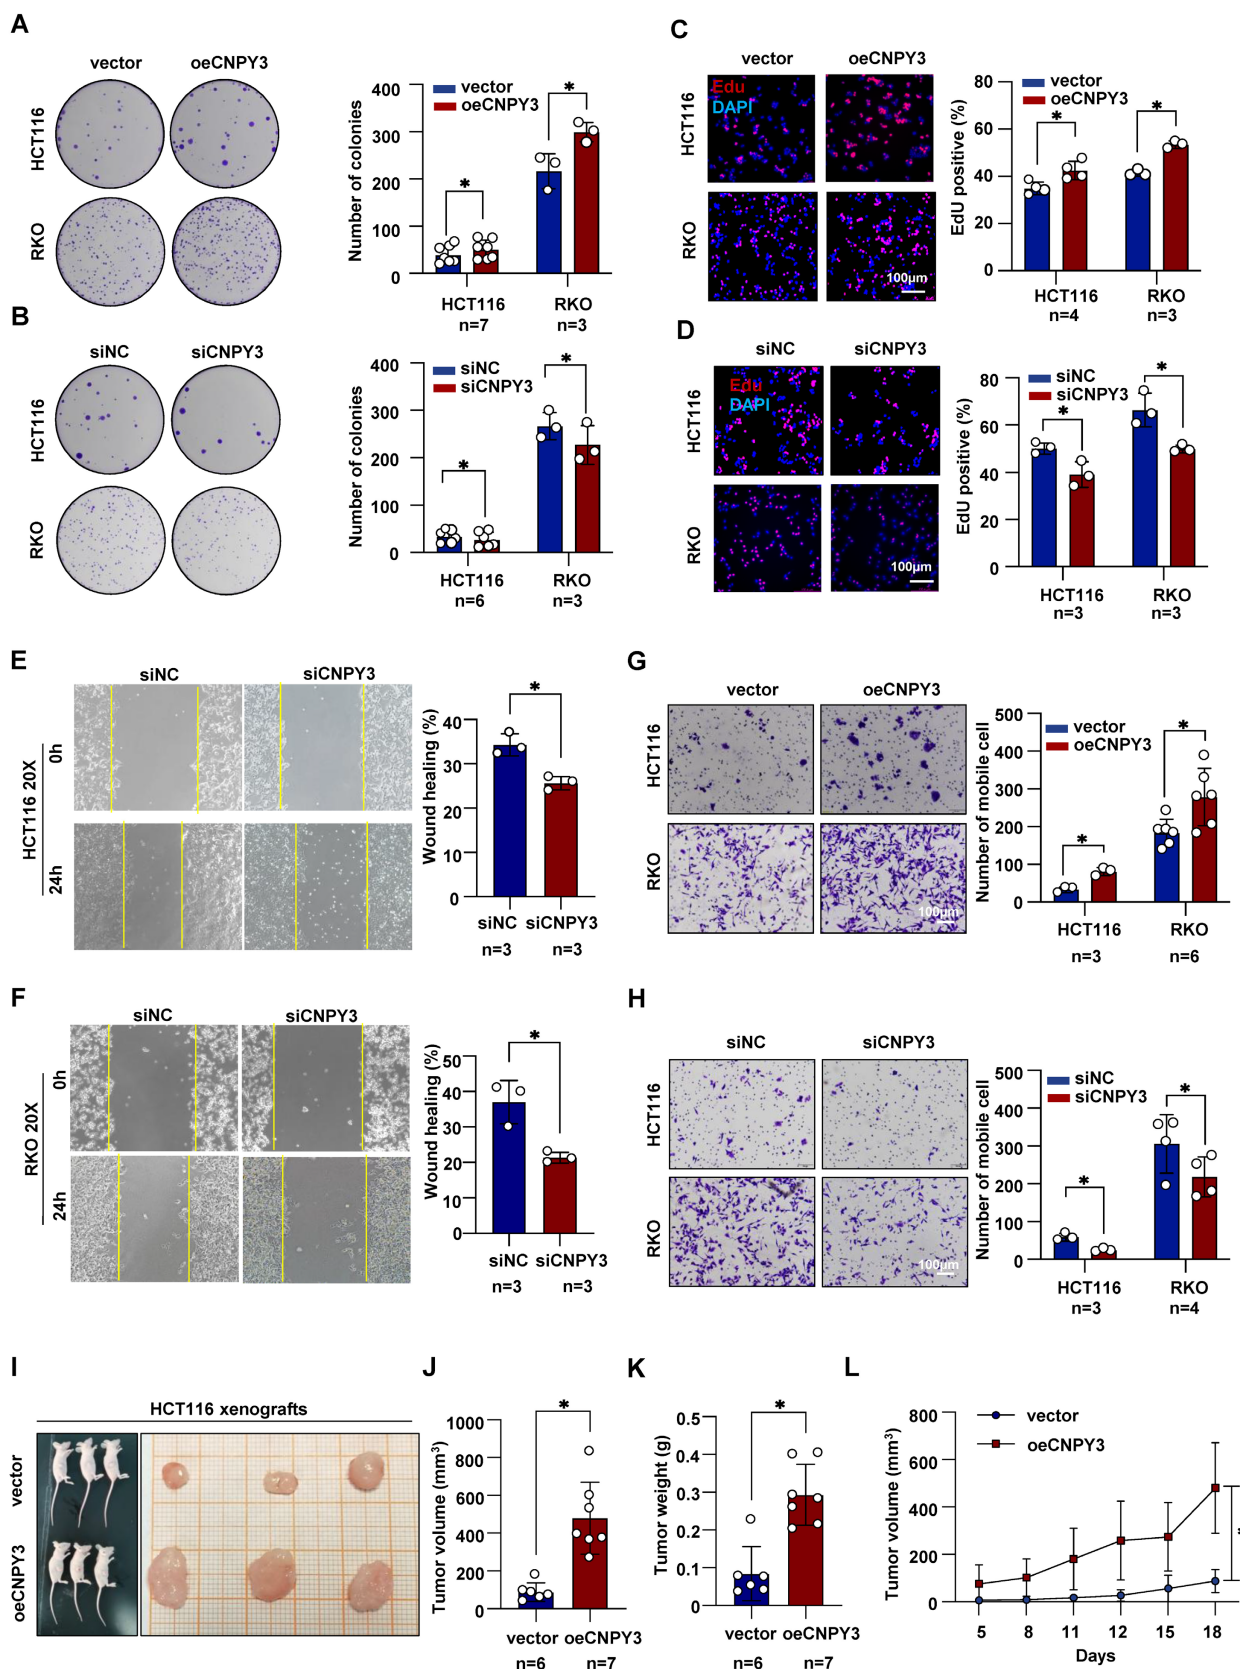 A
vector oeCNPY3
HCT116
RKO
Number of colonies
400
300
200
100
0
vector
oeCNPY3
*
*
HCT116 RKO
n=7 n=3
B
siNC siCNPY3
HCT116
RKO
Number of colonies
400
300
200
100
0
siNC
siCNPY3
*
*
HCT116 RKO
n=6 n=3
C
vector oeCNPY3
HCT116
RKO
Edu
DAPI
100μm
EdU positive (%)
80
60
40
20
0
vector
oeCNPY3
*
*
HCT116 RKO
n=4 n=3
D
siNC siCNPY3
HCT116
RKO
Edu
DAPI
100μm
EdU positive (%)
80
60
40
20
0
siNC
siCNPY3
*
*
HCT116 RKO
n=3 n=3
E
siNC siCNPY3
HCT116 20X
0h
24h
Wound healing (%)
40
30
20
10
0
*
siNC siCNPY3
n=3 n=3
F
siNC siCNPY3
RKO 20X
0h
24h
Wound healing (%)
50
40
30
20
10
0
*
siNC siCNPY3
n=3 n=3
G
vector oeCNPY3
HCT116
RKO
100μm
Number of mobile cell
500
400
300
200
100
0
vector
oeCNPY3
*
*
HCT116 RKO
n=3 n=6
H
siNC siCNPY3
HCT116
RKO
100μm
Number of mobile cell
500
400
300
200
100
0
siNC
siCNPY3
*
*
HCT116 RKO
n=3 n=4
I
HCT116 xenografts
vector
oeCNPY3
J
Tumor volume (mm³)
1000
800
600
400
200
0
*
vector oeCNPY3
n=6 n=7
K
Tumor weight (g)
0.5
0.4
0.3
0.2
0.1
0
*
vector oeCNPY3
n=6 n=7
L
Tumor volume (mm³)
800
600
400
200
0
vector
oeCNPY3
5 8 11 12 15 18
Days